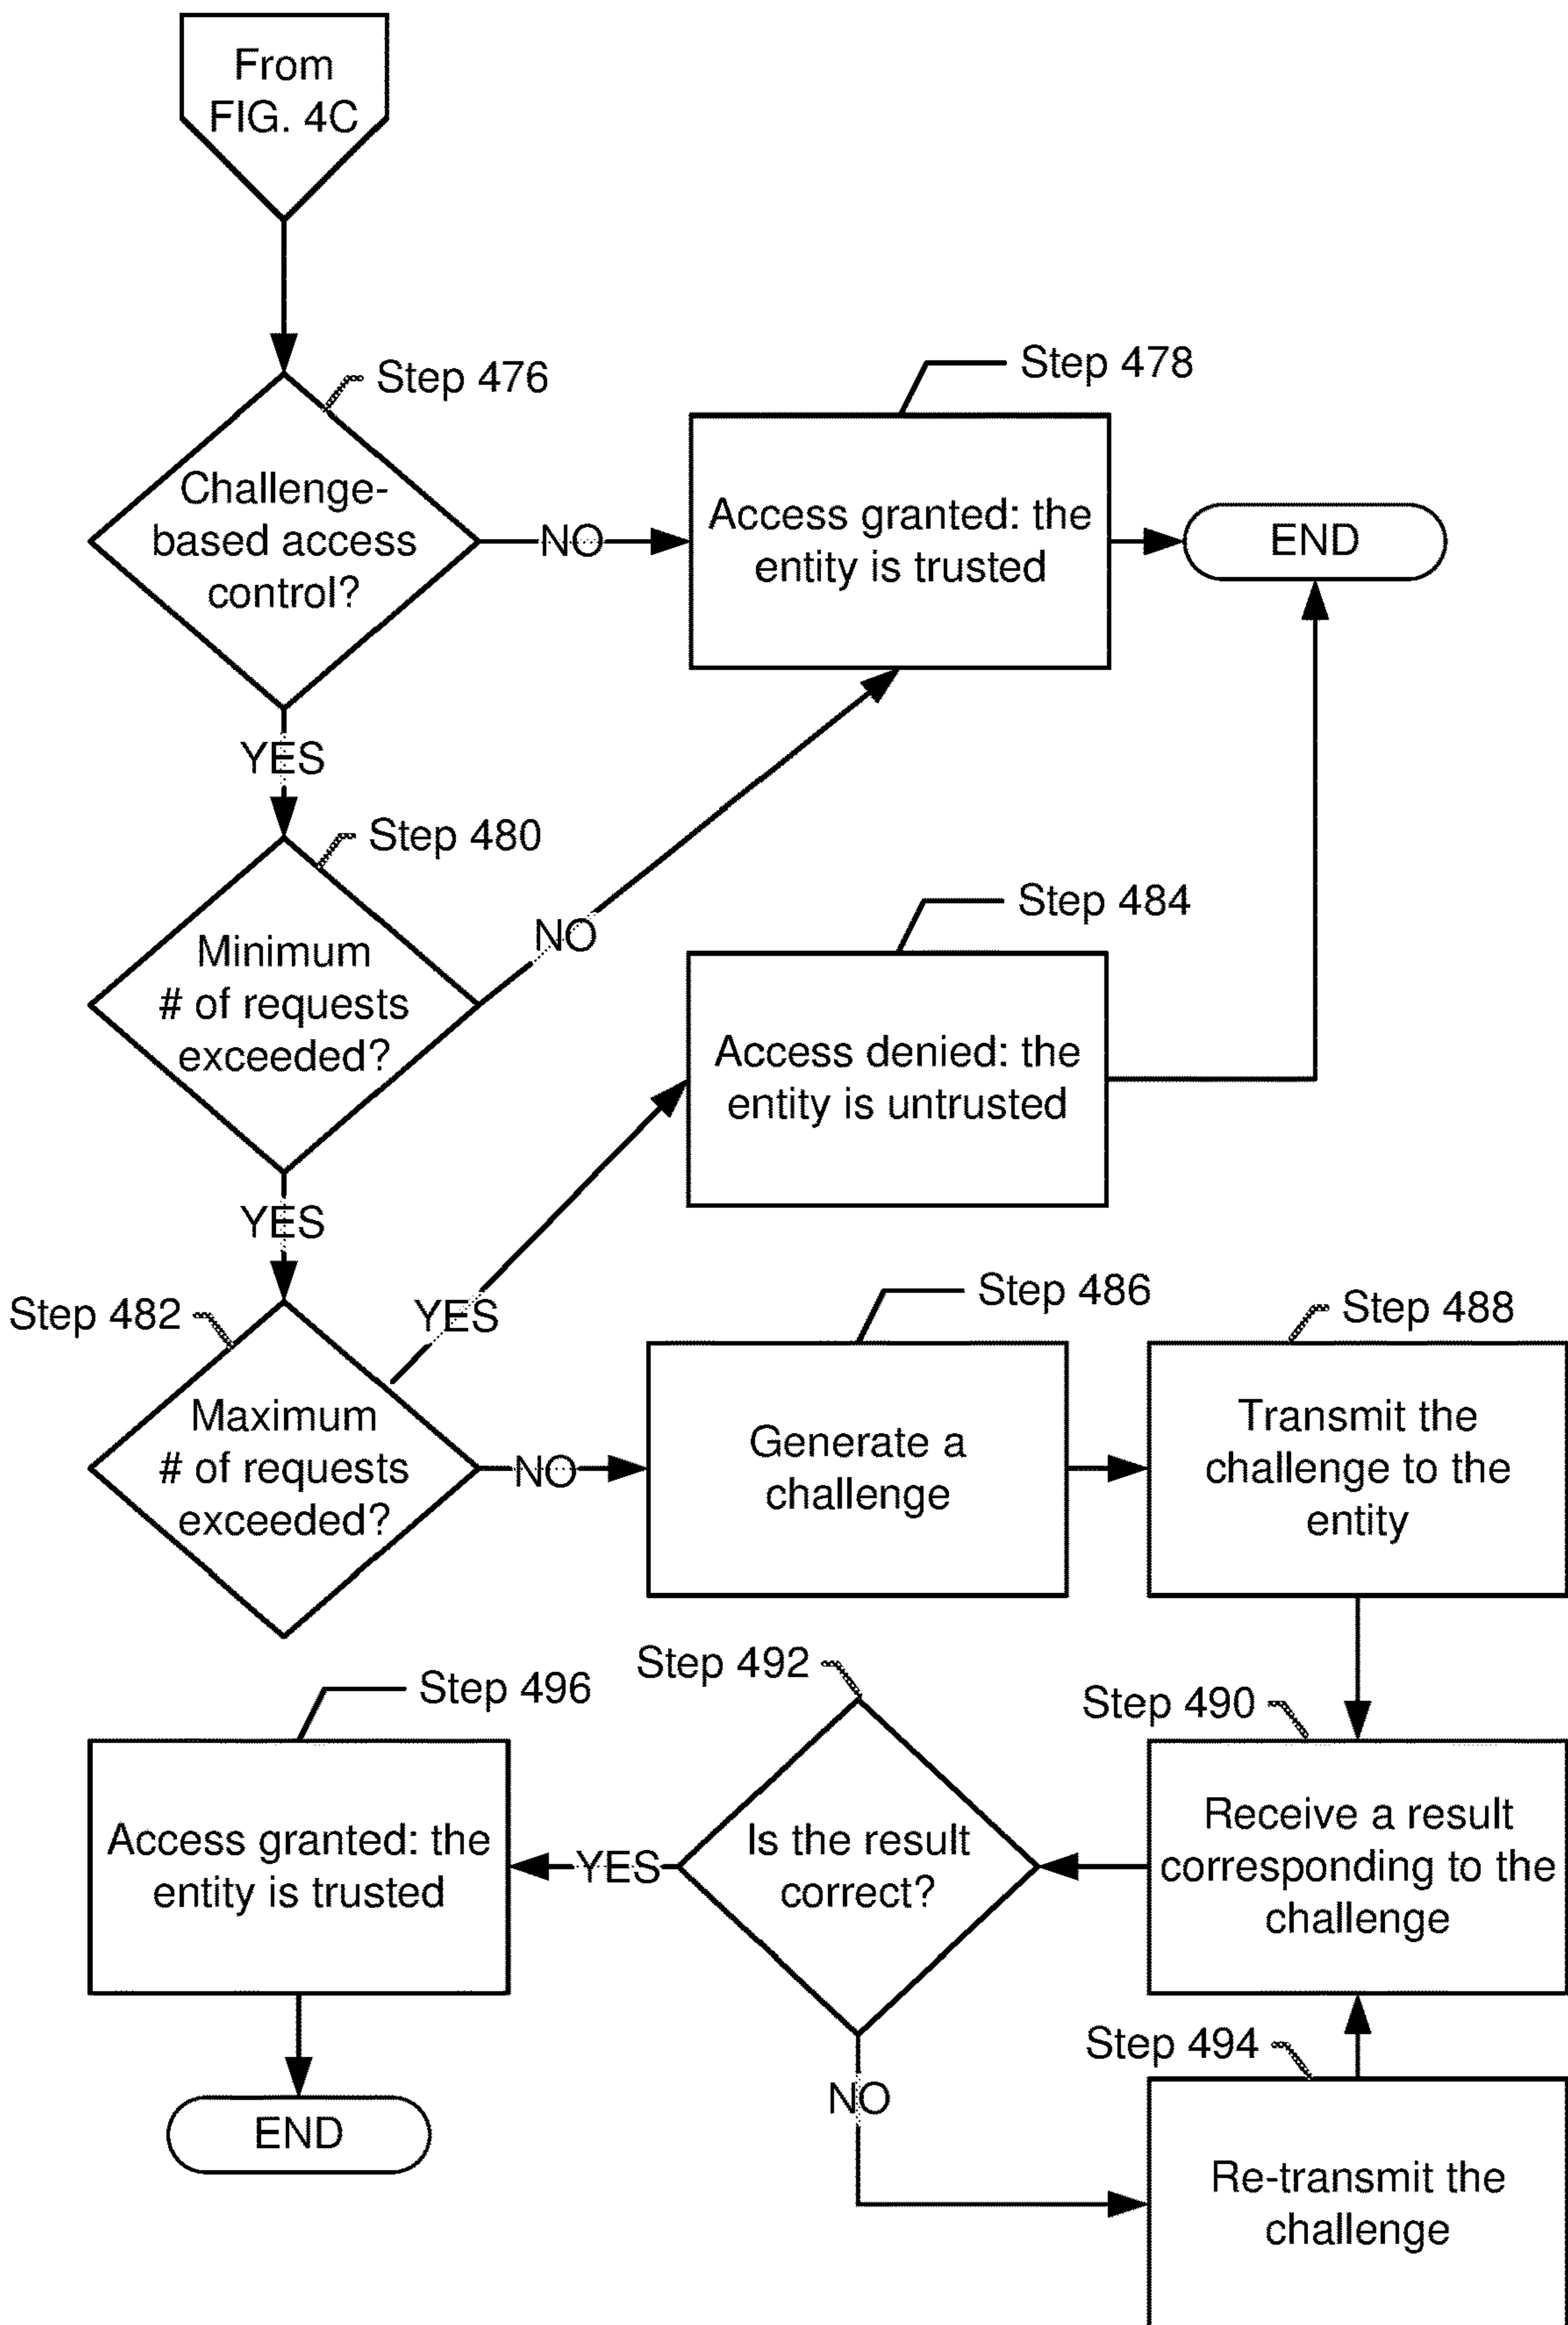 From
FIG. 4C
Step 476
Challenge-
based access
control?
NO
Step 478
Access granted: the
entity is trusted
END
YES
Step 480
Minimum
# of requests
exceeded?
NO
Step 484
Access denied: the
entity is untrusted
YES
Step 482
Maximum
# of requests
exceeded?
YES
NO
Step 486
Generate a
challenge
Step 488
Transmit the
challenge to the
entity
Step 490
Receive a result
corresponding to the
challenge
Step 492
Is the result
correct?
YES
Step 496
Access granted: the
entity is trusted
END
NO
Step 494
Re-transmit the
challenge